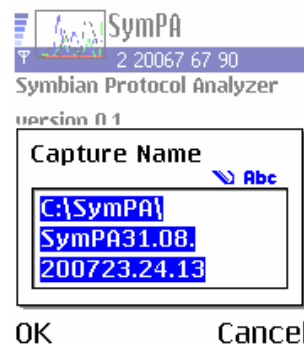 SymPA
2 20067 67 90
Symbian Protocol Analyzer
version 0.1
Capture Name
Abc
C:\SymPA\
SymPA31.08.
200723.24.13
OK
Cancel